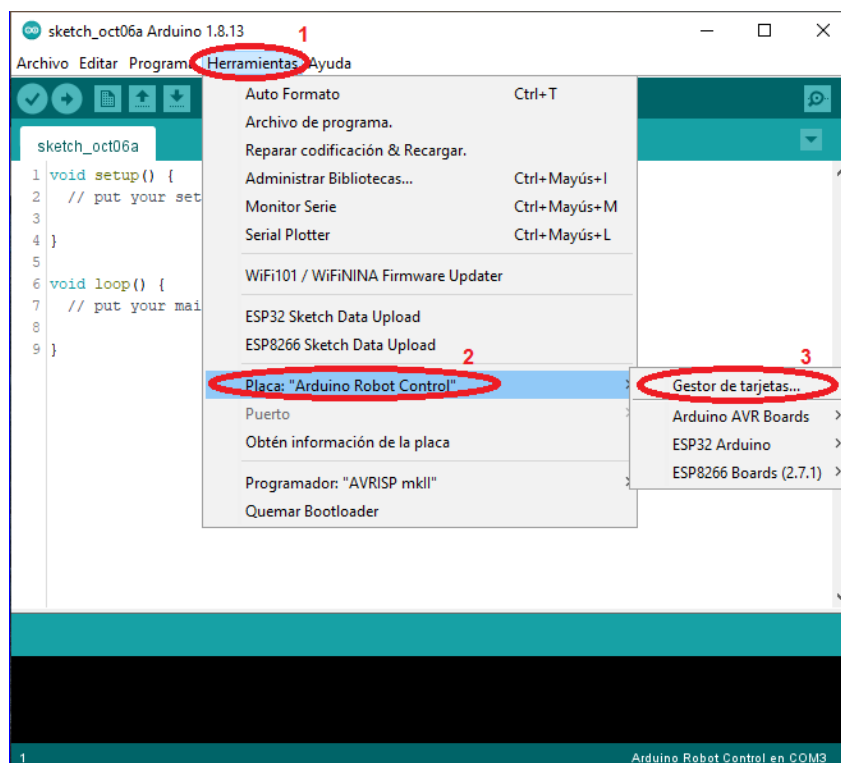 sketch_oct06a Arduino 1.8.13
1
Archivo Editar Program Herramientas Ayuda
Auto Formato Ctrl+T
Archivo de programa.
Reparar codificación & Recargar.
Administrar Bibliotecas... Ctrl+Mayús+I
Monitor Serie Ctrl+Mayús+M
Serial Plotter Ctrl+Mayús+L
WiFi101 / WiFiNINA Firmware Updater
ESP32 Sketch Data Upload
ESP8266 Sketch Data Upload
2
Placa: "Arduino Robot Control"
Puerto
Obtén información de la placa
Programador: "AVRISP mkII"
Quemar Bootloader
3
Gestor de tarjetas...
Arduino AVR Boards
ESP32 Arduino
ESP8266 Boards (2.7.1)
sketch_oct06a
1 void setup() {
2 // put your set
3
4 }
5
6 void loop() {
7 // put your mai
8
9 }
1
Arduino Robot Control en COM3